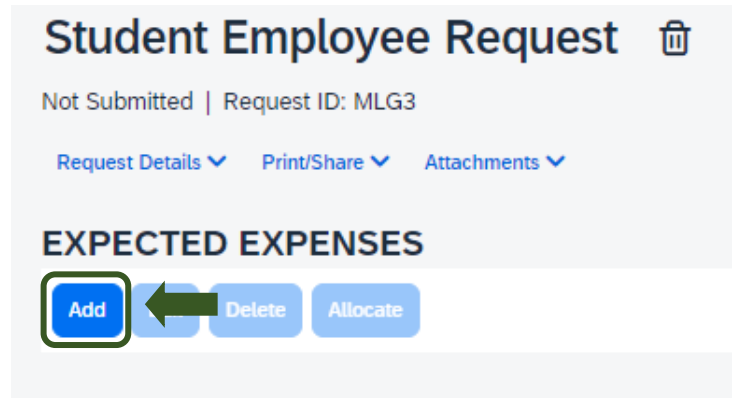 Student Employee Request
Not Submitted | Request ID: MLG3
Request Details Print/Share Attachments
EXPECTED EXPENSES
Add Delete Allocate